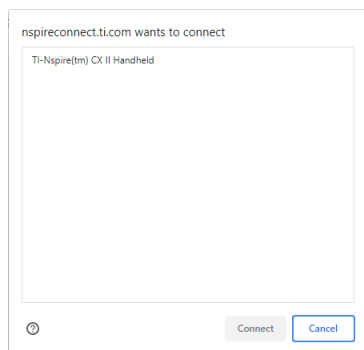 nspireconnect.ti.com wants to connect
TI-Nspire(tm) CX II Handheld
Connect
Cancel